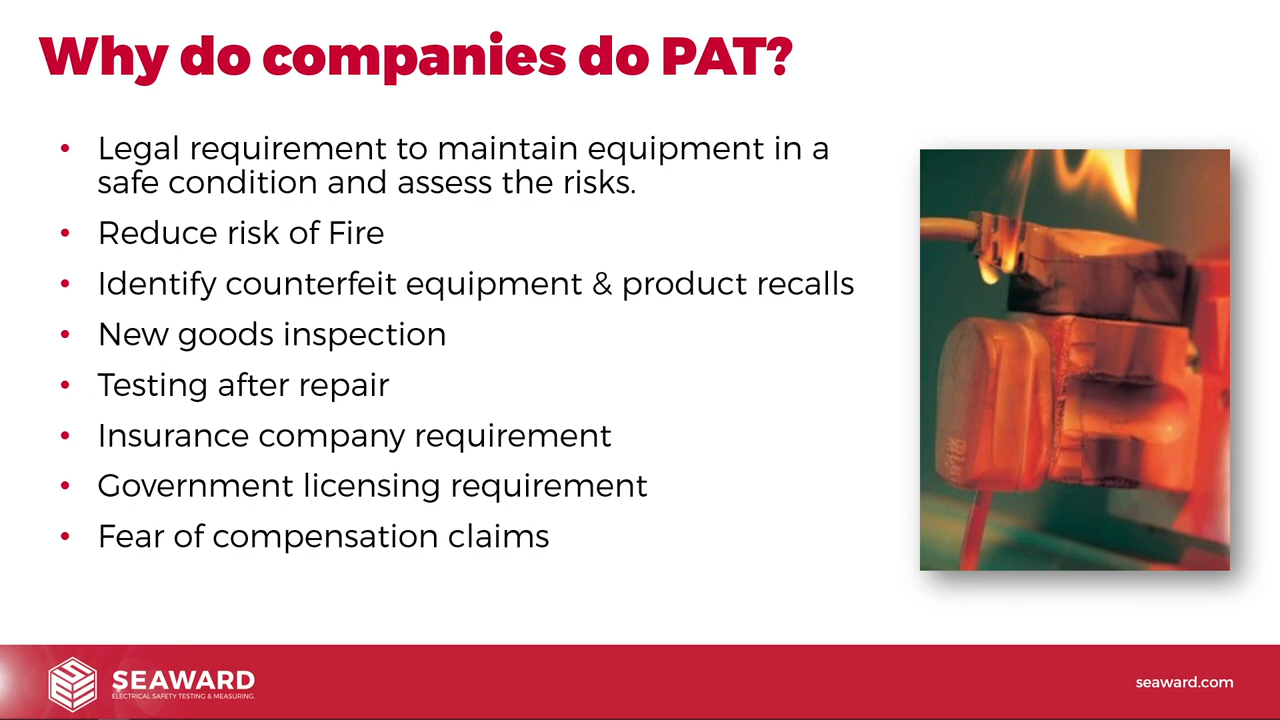 Why do companies do PAT?
• Legal requirement to maintain equipment in a
safe condition and assess the risks.
• Reduce risk of Fire
• Identify counterfeit equipment & product recalls
• New goods inspection
• Testing after repair
• Insurance company requirement
• Government licensing requirement
• Fear of compensation claims
SEAWARD
ELECTRICAL SAFETY TESTING & MEASURING.
seaward.com